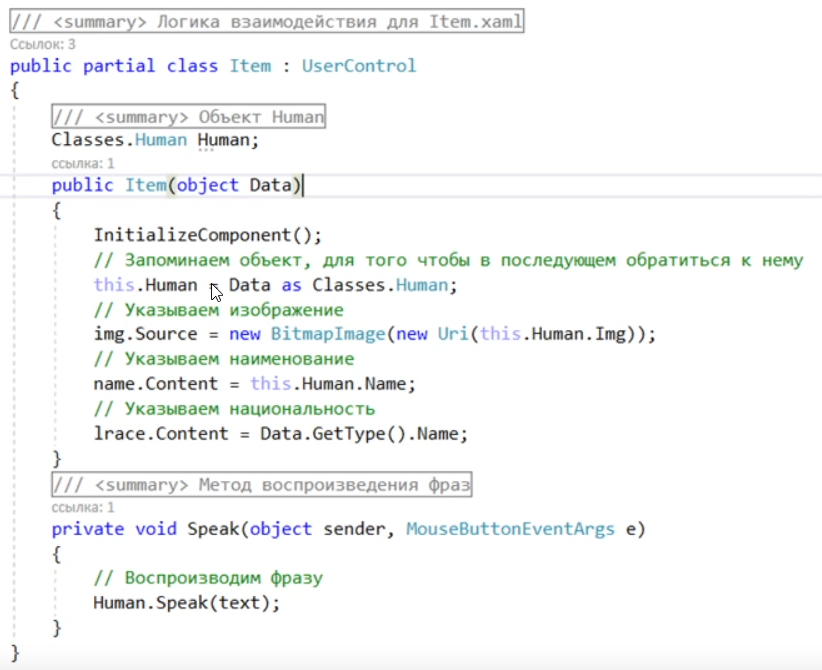 /// <summary> Логика взаимодействия для Item.xaml
Ссылок: 3
public partial class Item : UserControl
{
/// <summary> Объект Human
Classes.Human Human;
ссылка: 1
public Item(object Data)
{
InitializeComponent();
// Запоминаем объект, для того чтобы в последующем обратиться к нему
this.Human = Data as Classes.Human;
// Указываем изображение
img.Source = new BitmapImage(new Uri(this.Human.Img));
// Указываем наименование
name.Content = this.Human.Name;
// Указываем национальность
lrace.Content = Data.GetType().Name;
}
/// <summary> Метод воспроизведения фраз
ссылка: 1
private void Speak(object sender, MouseButtonEventArgs e)
{
// Воспроизводим фразу
Human.Speak(text);
}
}